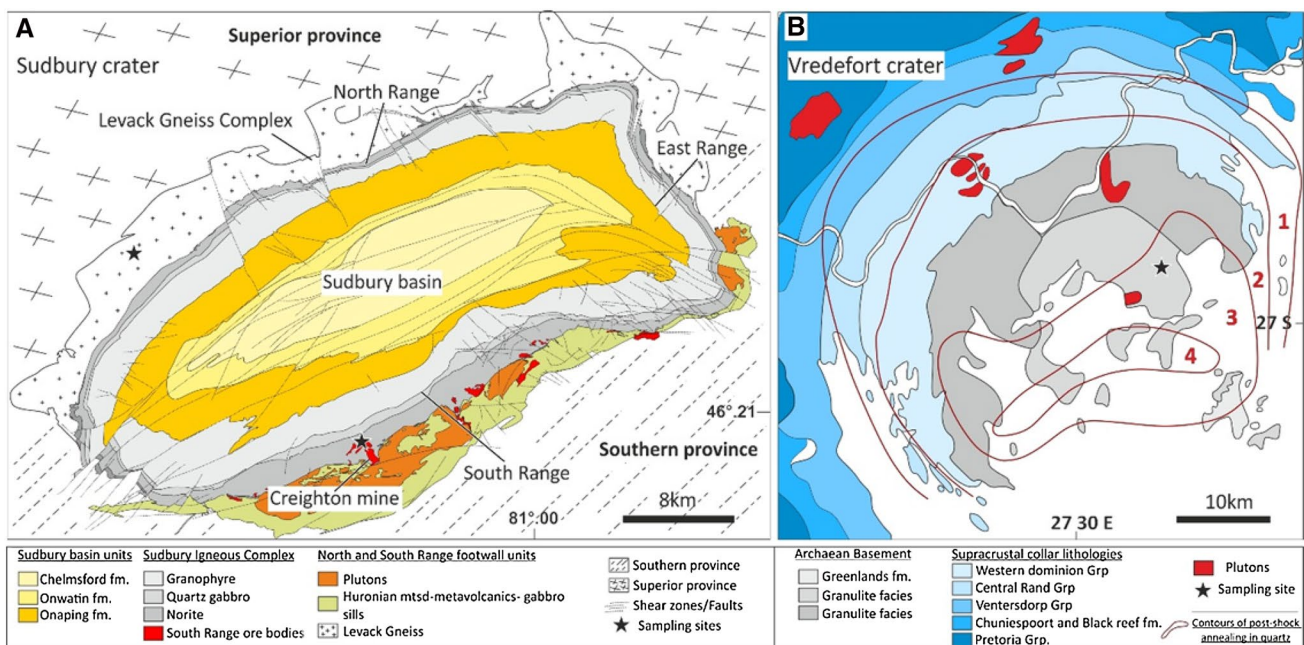 A
Superior province
Sudbury crater
North Range
Levack Gneiss Complex
East Range
Sudbury basin
46°.21
Southern province
South Range
Creighton mine
81°.00
8km
B
Vredefort crater
1
2
3
27 S
4
10km
27 30 E
Sudbury basin units
Chelmsford fm.
Onwatin fm.
Onaping fm.
Sudbury Igneous Complex
Granophyre
Quartz gabbro
Norite
South Range ore bodies
North and South Range footwall units
Plutons
Huronian mtsd-metavolcanics- gabbro
sills
Levack Gneiss
Southern province
Superior province
Shear zones/Faults
Sampling sites
Archaean Basement
Greenlands fm.
Granulite facies
Granulite facies
Supracrustal collar lithologies
Western dominion Grp
Central Rand Grp
Ventersdorp Grp
Chuniespoort and Black reef fm.
Pretoria Grp.
Plutons
Sampling site
Contours of post-shock
annealing in quartz